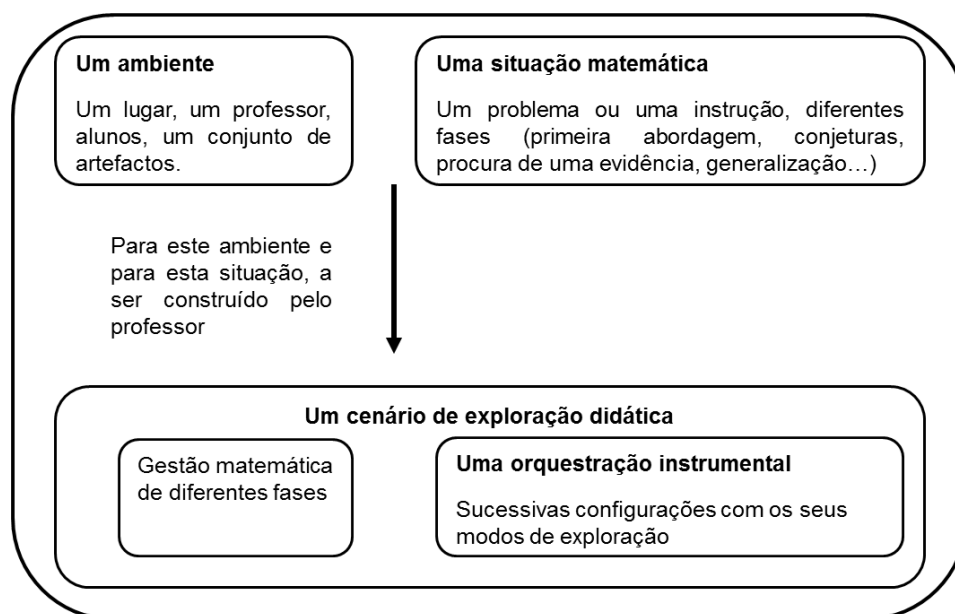 Um ambiente
Um lugar, um professor,
alunos, um conjunto de
artefactos.
Uma situação matemática
Um problema ou uma instrução, diferentes
fases (primeira abordagem, conjeturas,
procura de uma evidência, generalização…)
Para este ambiente e
para esta situação, a
ser construído pelo
professor
Um cenário de exploração didática
Gestão matemática
de diferentes fases
Uma orquestração instrumental
Sucessivas configurações com os seus
modos de exploração